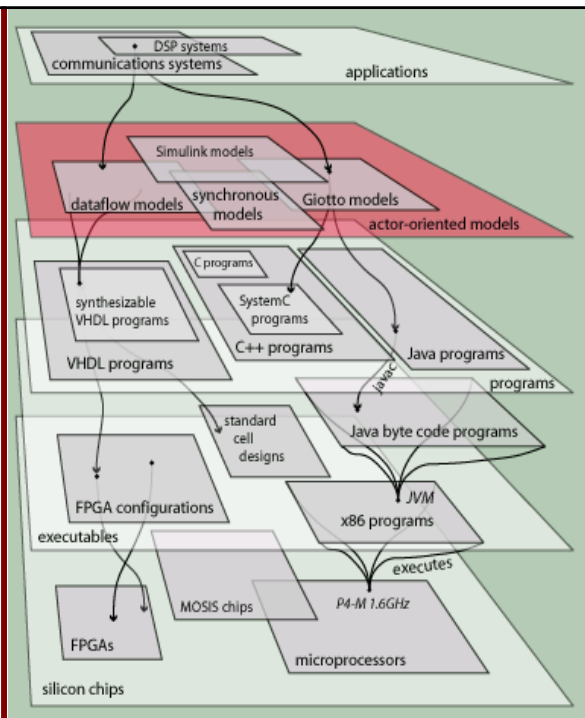 DSP systems
communications systems
applications
Simulink models
dataflow models
synchronous
models
Giotto models
actor-oriented models
C programs
synthesizable
VHDL programs
SystemC
programs
VHDL programs
C++ programs
Java programs
javac
programs
standard
cell
designs
Java byte code programs
FPGA configurations
JVM
x86 programs
executables
executes
MOSIS chips
P4-M 1.6GHz
FPGAs
microprocessors
silicon chips